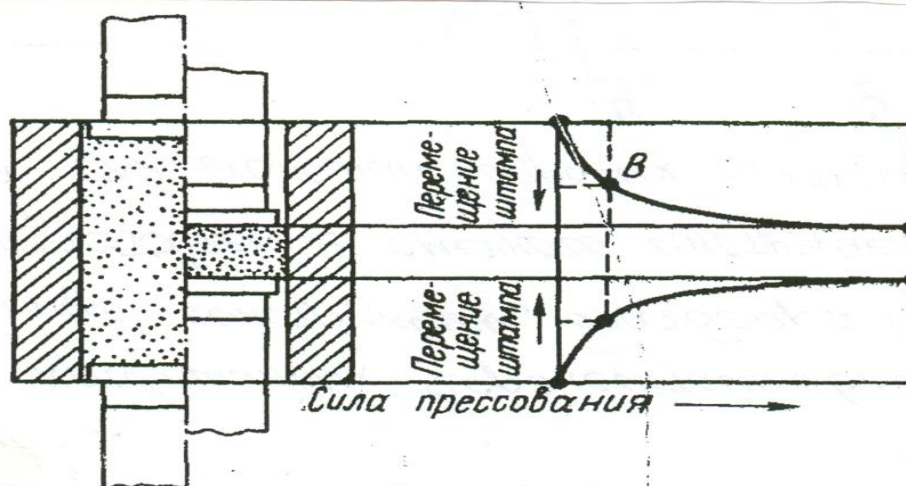 Переме-
щение
штампа
B
Переме-
щение
штампа
Сила прессования